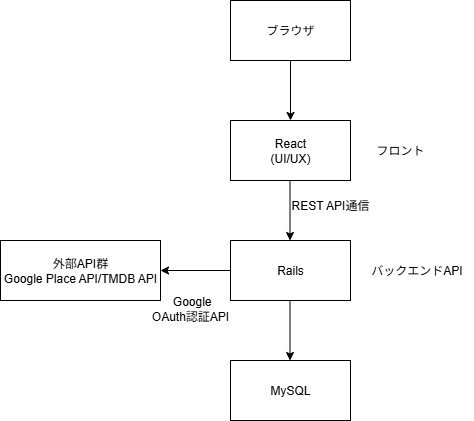 ブラウザ
React
(UI/UX)
フロント
REST API通信
外部API群
Google Place API/TMDB API
Rails
バックエンドAPI
Google
OAuth認証API
MySQL